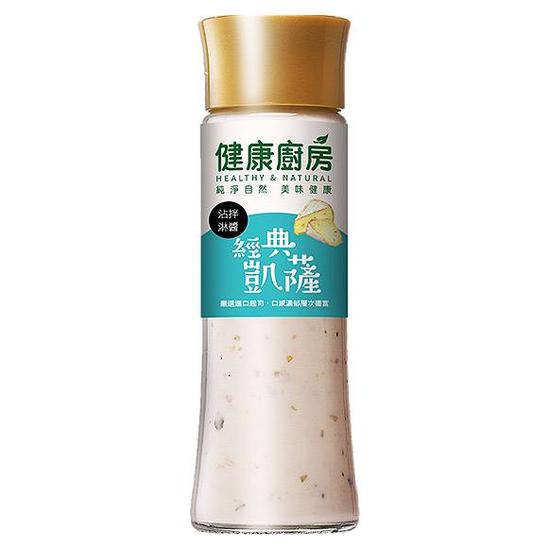 健康廚房
HEALTHY & NATURAL
純淨自然 美味健康
沾拌
淋醬
經典
凱薩
嚴選進口起司，口感濃郁層次豐富